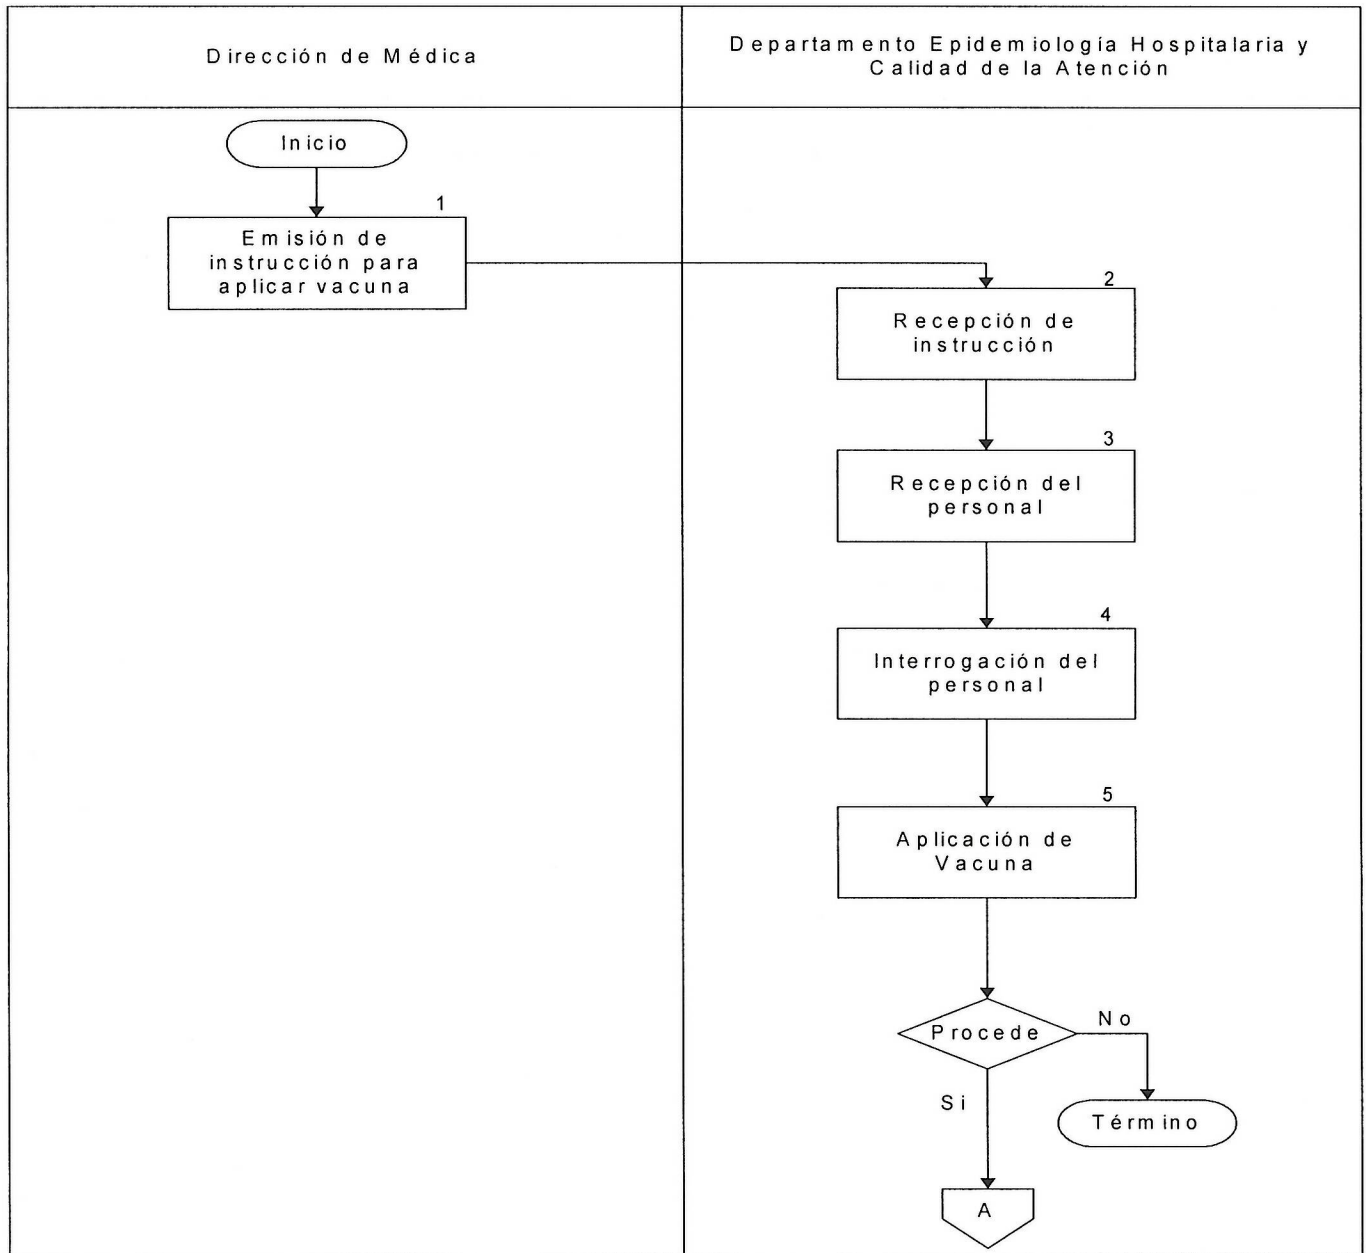 Dirección de Médica
Departamento Epidemiología Hospitalaria y
Calidad de la Atención
Inicio
1
Emisión de
instrucción para
aplicar vacuna
2
Recepción de
instrucción
3
Recepción del
personal
4
Interrogación del
personal
5
Aplicación de
Vacuna
Procede
No
Si
Término
A